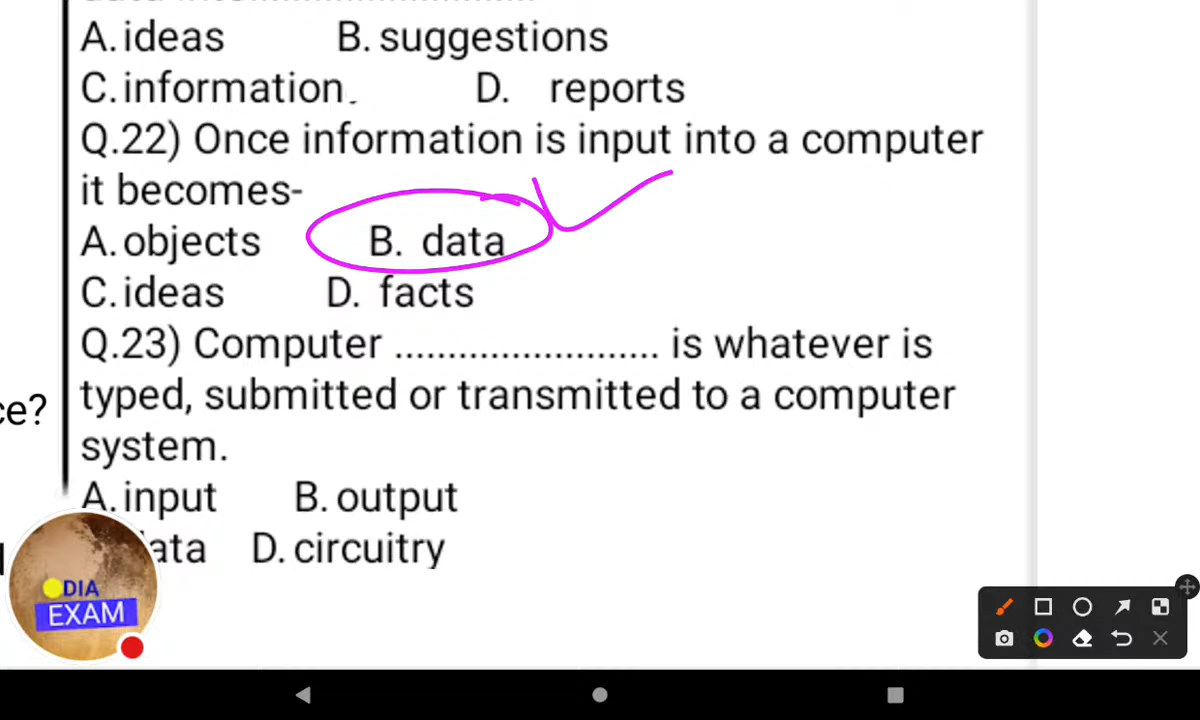 A. ideas B. suggestions
C. information. D. reports
Q.22) Once information is input into a computer
it becomes-
A. objects B. data
C. ideas D. facts
Q.23) Computer ......................... is whatever is
ce? typed, submitted or transmitted to a computer
system.
A. input B. output
ata D. circuitry
DIA
EXAM